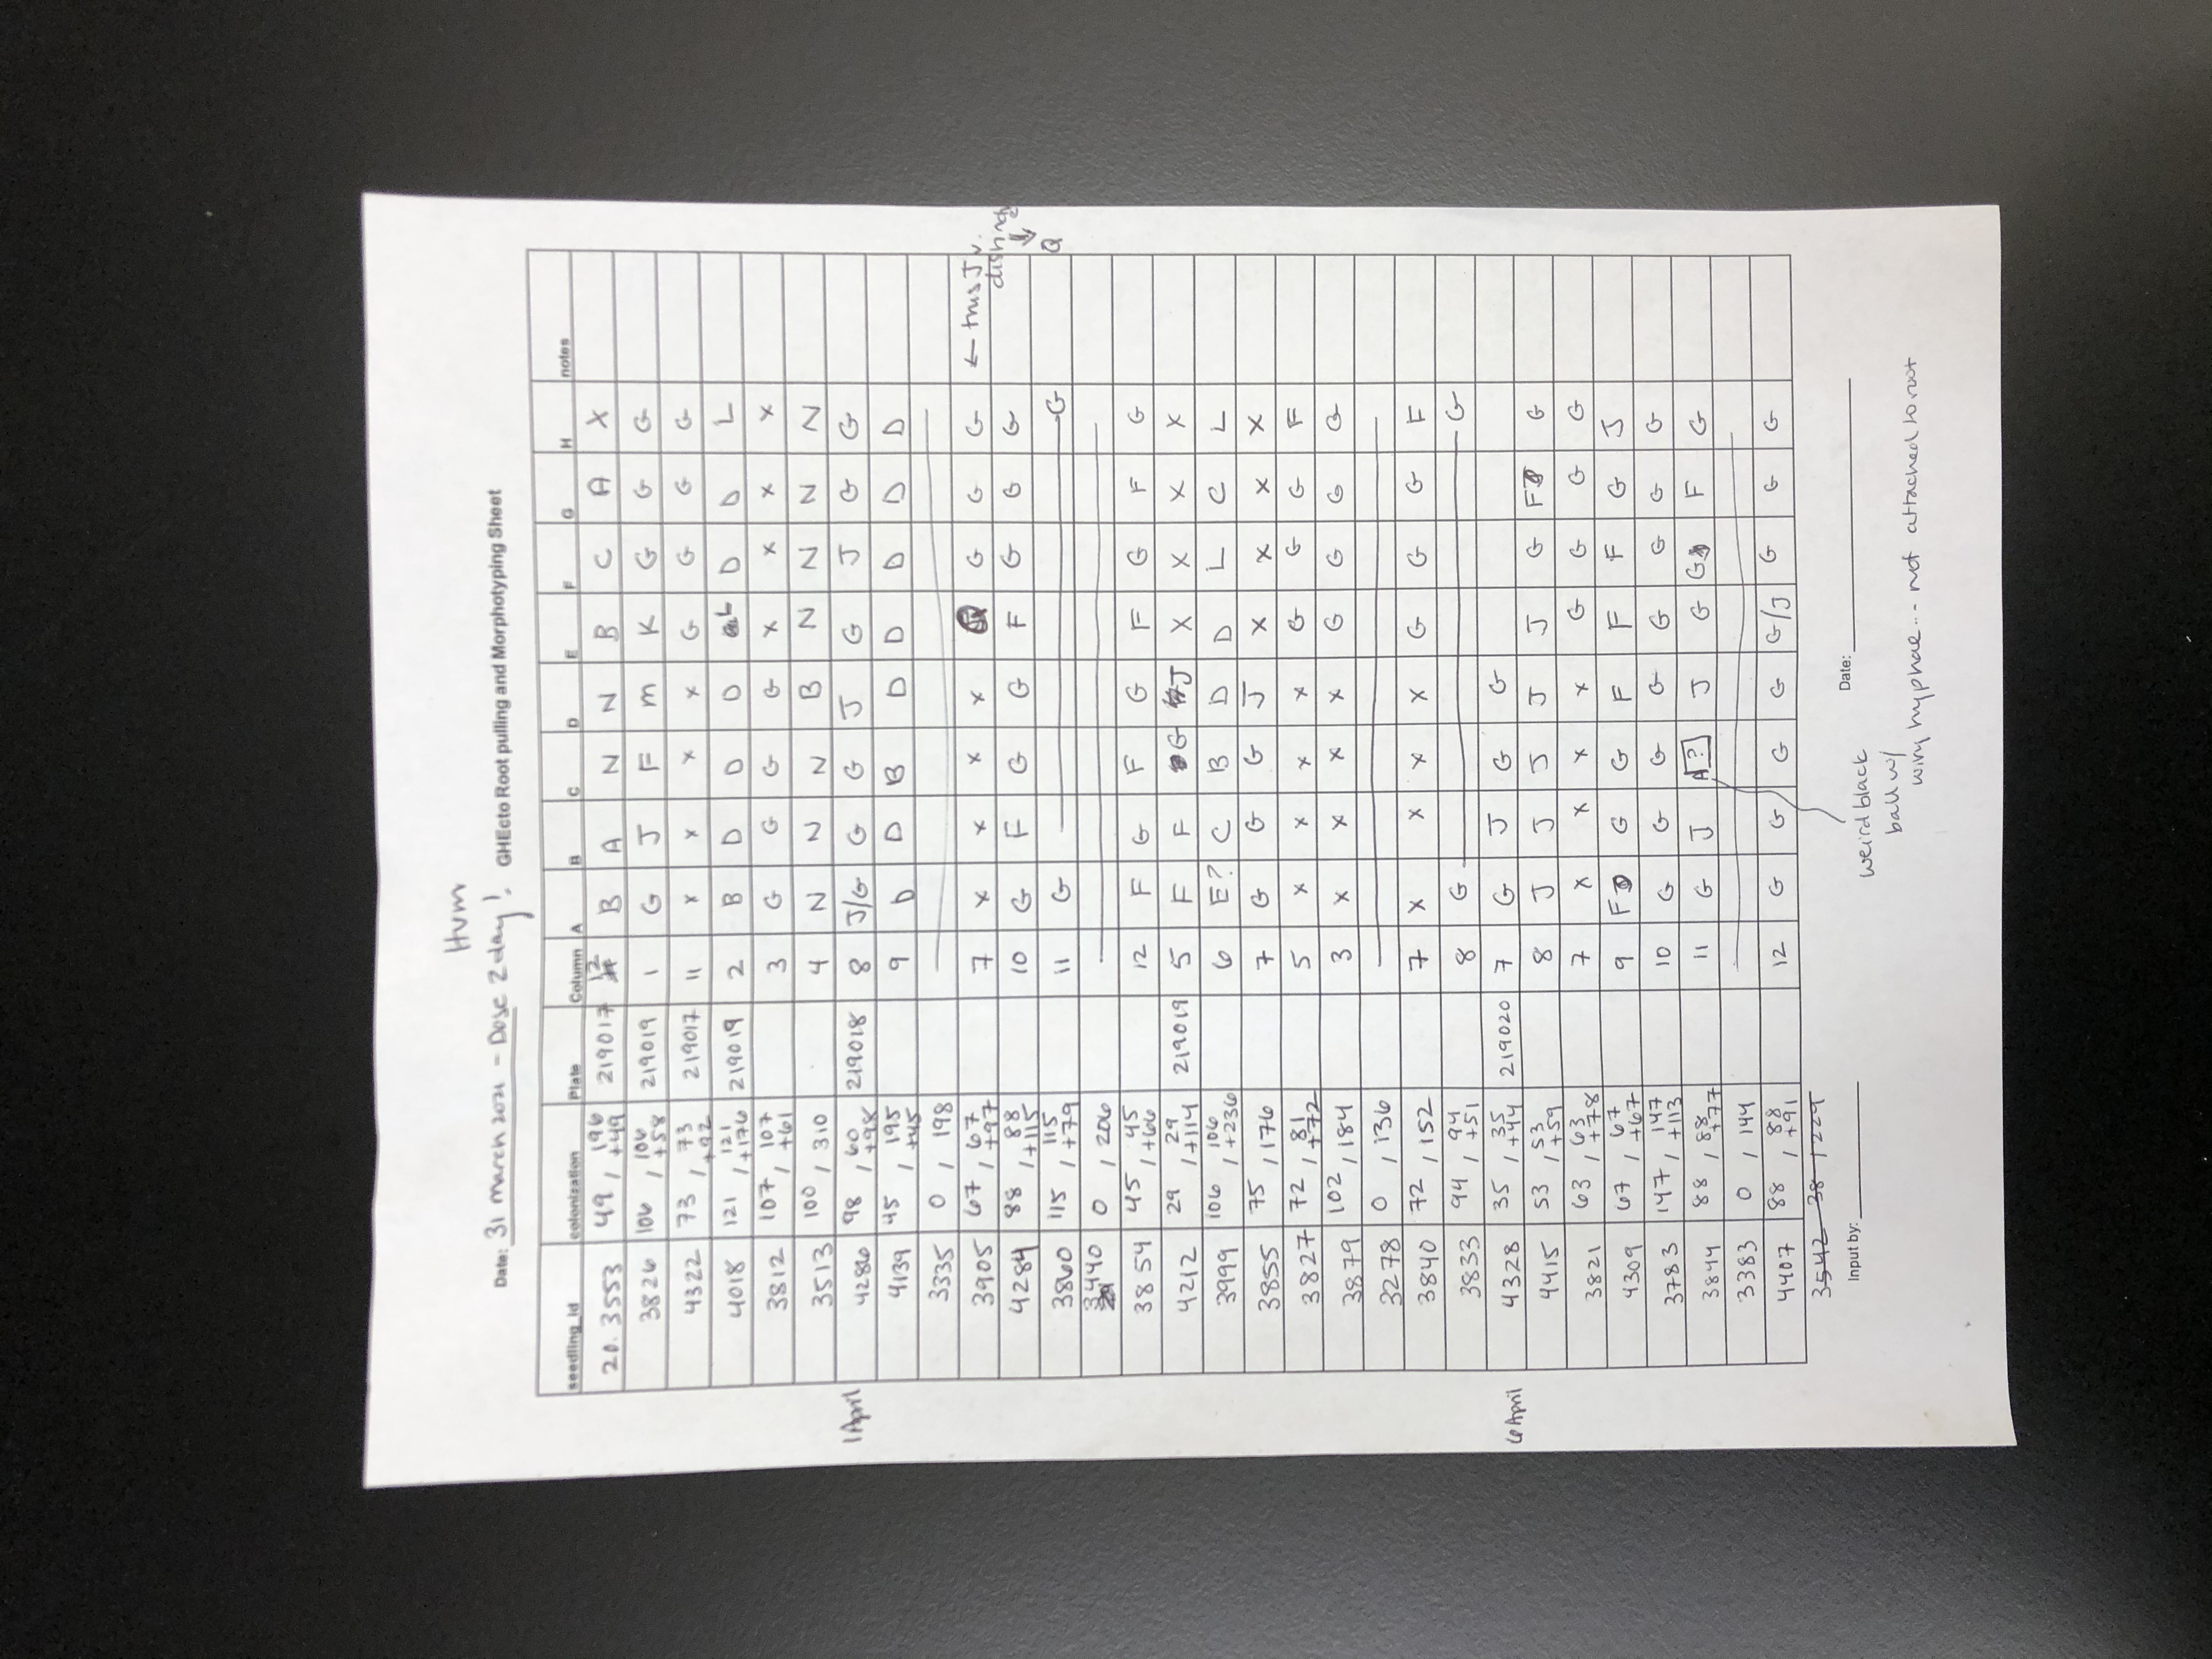 Hum
Date: 31 march 2021 - Dose 2 day! GHEcto Root pulling and Morphotyping Sheet
seedling_id colonization Plate Column A B C D E F G H notes
20.3553 49 / 196 +49 219017 12 B A N N B C A X
3826 106 / 106 +58 219019 1 G J F m K G G G
4322 73 / 73 +92 219017 11 x x x x G G G G
4018 121 / 121 +176 219019 2 B D D D L D D L
3812 107 / 107 +61 3 G G G G x x x x
3513 100 / 310 4 N N N B N N N N
1 April 4286 98 / 60 +98 219018 8 J/G G G J G J G G
4139 45 / 195 +45 9 D D B D D D D D
3335 0 / 198
3905 67 / 67 +97 7 x x x x G G G ← this J v. distinct
4284 88 / 88 +115 10 G F G G F G G G ↓
3860 115 / 115 +79 11 G G Q
3440 0 / 206
3854 45 / 45 +66 12 F G F G F G F G
4212 29 / 29 +114 219019 5 F F G J X X X X
3999 106 / 106 +236 6 E? C B D D L C L
3855 75 / 176 7 G G G J X X X X
3827 72 / 81 +72 5 x x x x G G G F
3879 102 / 184 3 x x x x G G G G
3278 0 / 136
3840 72 / 152 7 X X X X G G G F
3833 94 / 94 +51 8 G G
6 April 4328 35 / 35 +44 219020 7 G J G G
4415 53 / 53 +59 8 J J J J J G F G
3821 63 / 63 +78 7 x x x x G G G G
4309 67 / 67 +67 9 F G G F F F G J
3783 147 / 147 +113 10 G G G G G G G G
3844 88 / 88 +77 11 G J A ? J G G F G
3383 0 / 144
4407 88 / 88 +91 12 G G G G G/J G G G
3542 38 / 229
Input by: Date:
weird black
ball w/
wiry hyphae... not attached to root